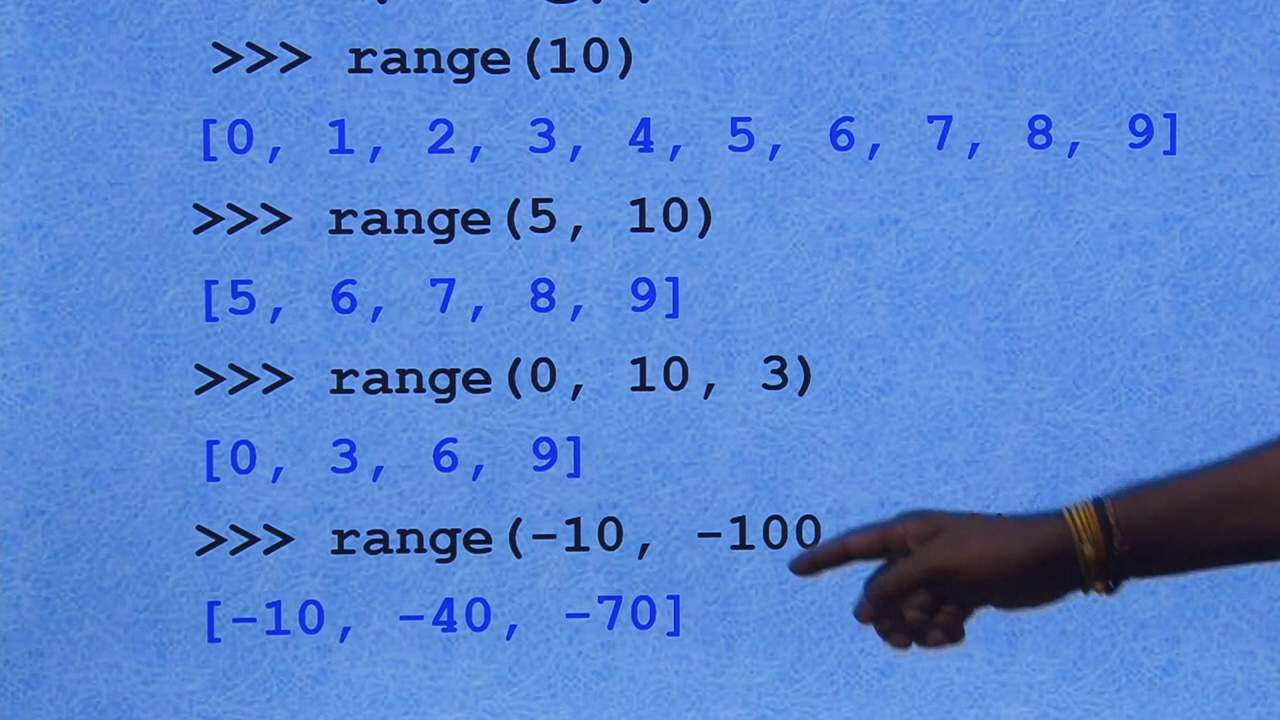 >>> range(10)
[0, 1, 2, 3, 4, 5, 6, 7, 8, 9]
>>> range(5, 10)
[5, 6, 7, 8, 9]
>>> range(0, 10, 3)
[0, 3, 6, 9]
>>> range(-10, -100
[-10, -40, -70]